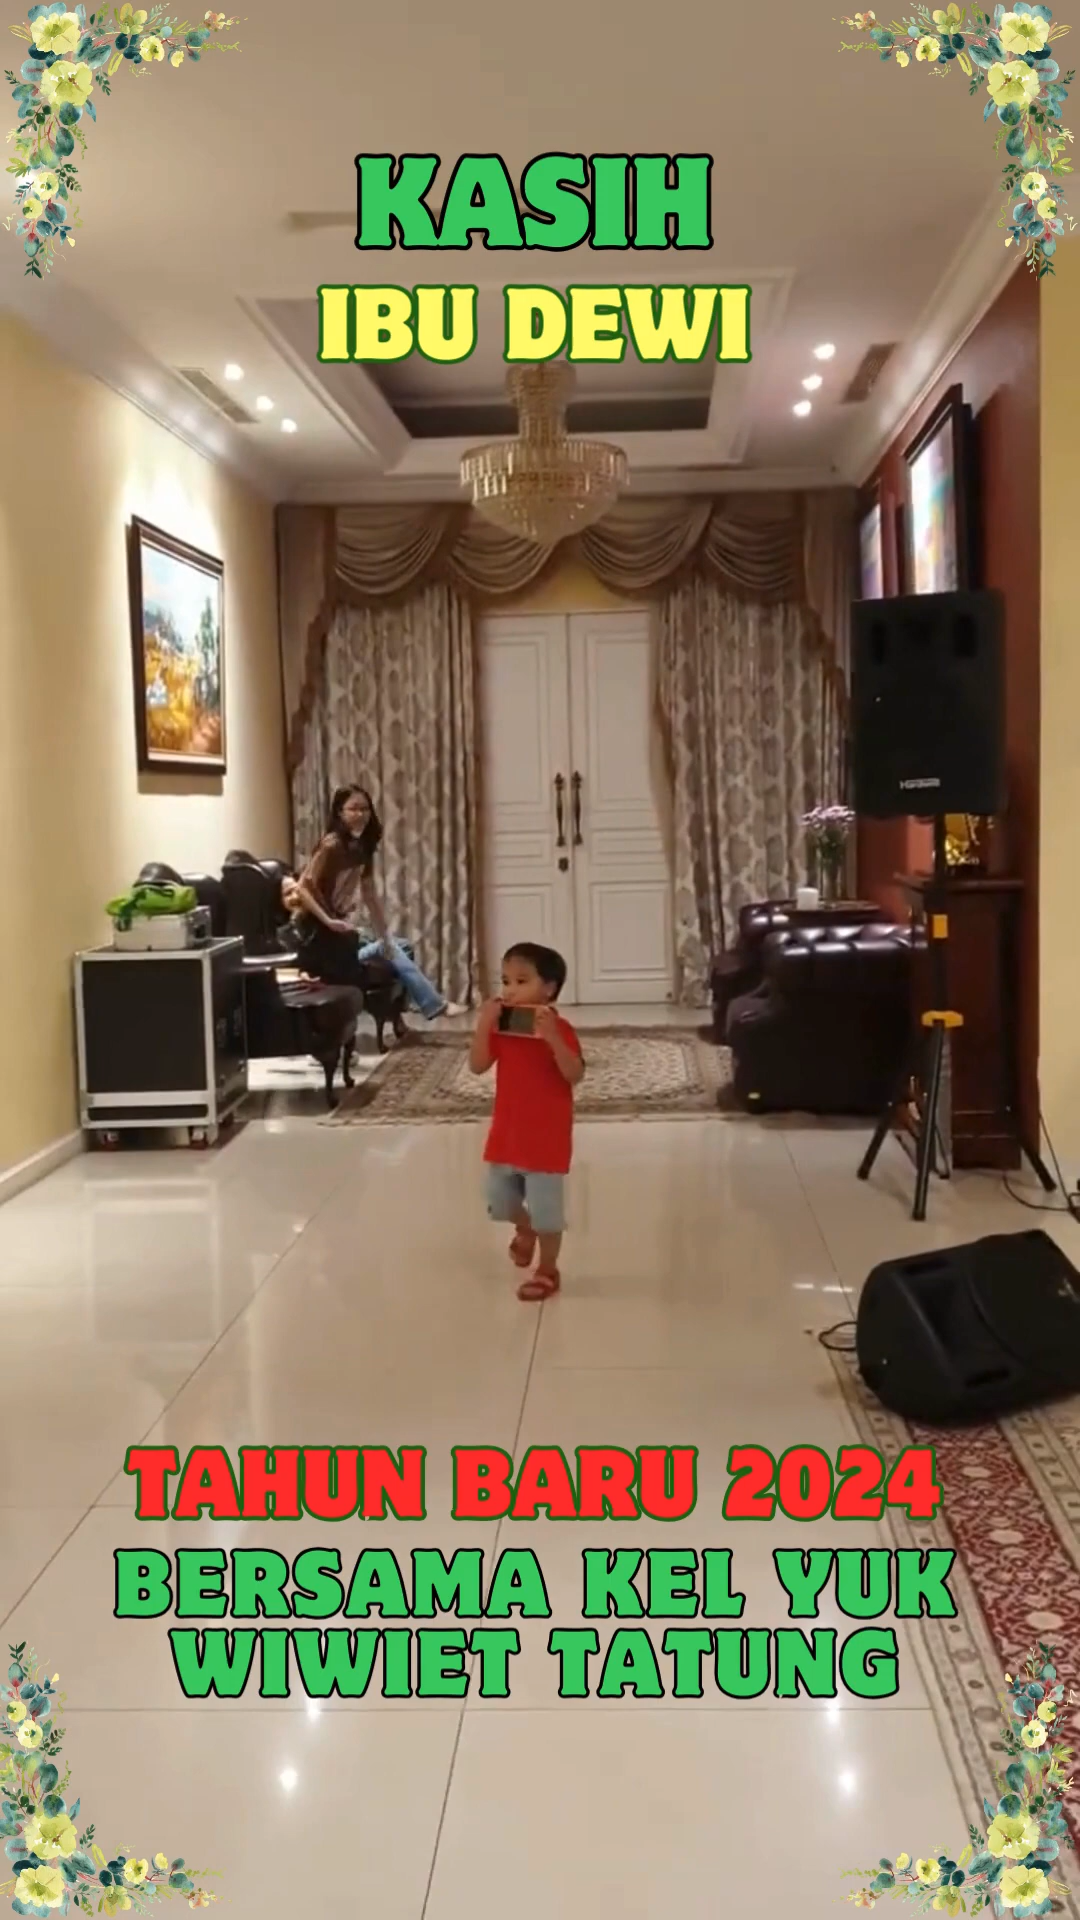 KASIH
IBU DEWI
TAHUN BARU 2024
BERSAMA KEL YUK
WIWIET TATUNG